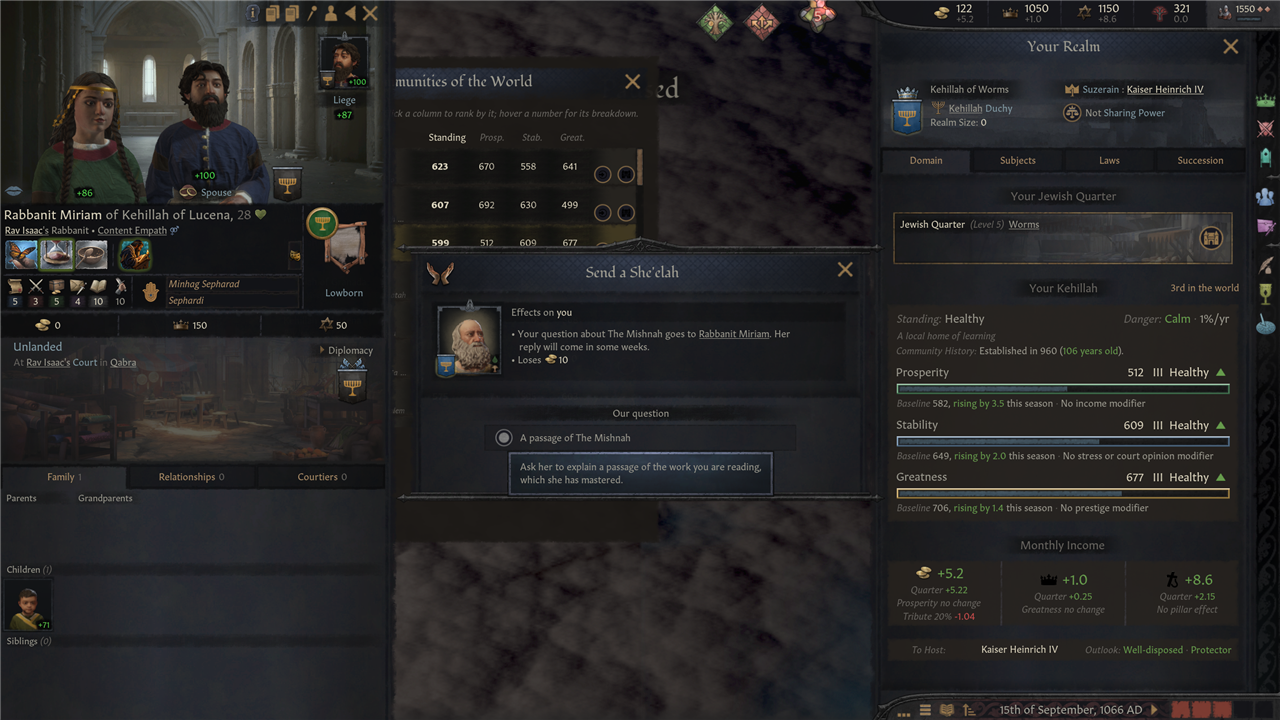 +100
Liege
+87
+86
+100
Spouse
Rabbanit Miriam of Kehillah of Lucena, 28
Rav Isaac's Rabbanit • Content Empath
5 3 5 4 10 10
Minhag Sepharad
Sephardi
Lowborn
0 150 50
Unlanded
At Rav Isaac's Court in Qabra
Diplomacy
Family 1 Relationships 0 Courtiers 0
Parents Grandparents
Children (1)
+71
Siblings (0)
5
ed
munities of the World
ck a column to rank by it; hover a number for its breakdown.
Standing Prosp. Stab. Great.
623 670 558 641
607 692 630 499
599 512 609 677
Send a She'elah
Effects on you
• Your question about The Mishnah goes to Rabbanit Miriam. Her
reply will come in some weeks.
• Loses 10
Our question
A passage of The Mishnah
Ask her to explain a passage of the work you are reading,
which she has mastered.
122 1050 1150 321 1550
+5.2 +1.0 +8.6 0.0
Your Realm
Kehillah of Worms
Kehillah Duchy
Realm Size: 0
Suzerain : Kaiser Heinrich IV
Not Sharing Power
Domain Subjects Laws Succession
Your Jewish Quarter
Jewish Quarter (Level 5) Worms
Your Kehillah 3rd in the world
Standing: Healthy Danger: Calm · 1%/yr
A local home of learning
Community History: Established in 960 (106 years old).
Prosperity 512 III Healthy
Baseline 582, rising by 3.5 this season · No income modifier
Stability 609 III Healthy
Baseline 649, rising by 2.0 this season · No stress or court opinion modifier
Greatness 677 III Healthy
Baseline 706, rising by 1.4 this season · No prestige modifier
Monthly Income
+5.2 +1.0 +8.6
Quarter +5.22 Quarter +0.25 Quarter +2.15
Prosperity no change Greatness no change No pillar effect
Tribute 20% -1.04
To Host: Kaiser Heinrich IV Outlook: Well-disposed · Protector
15th of September, 1066 AD